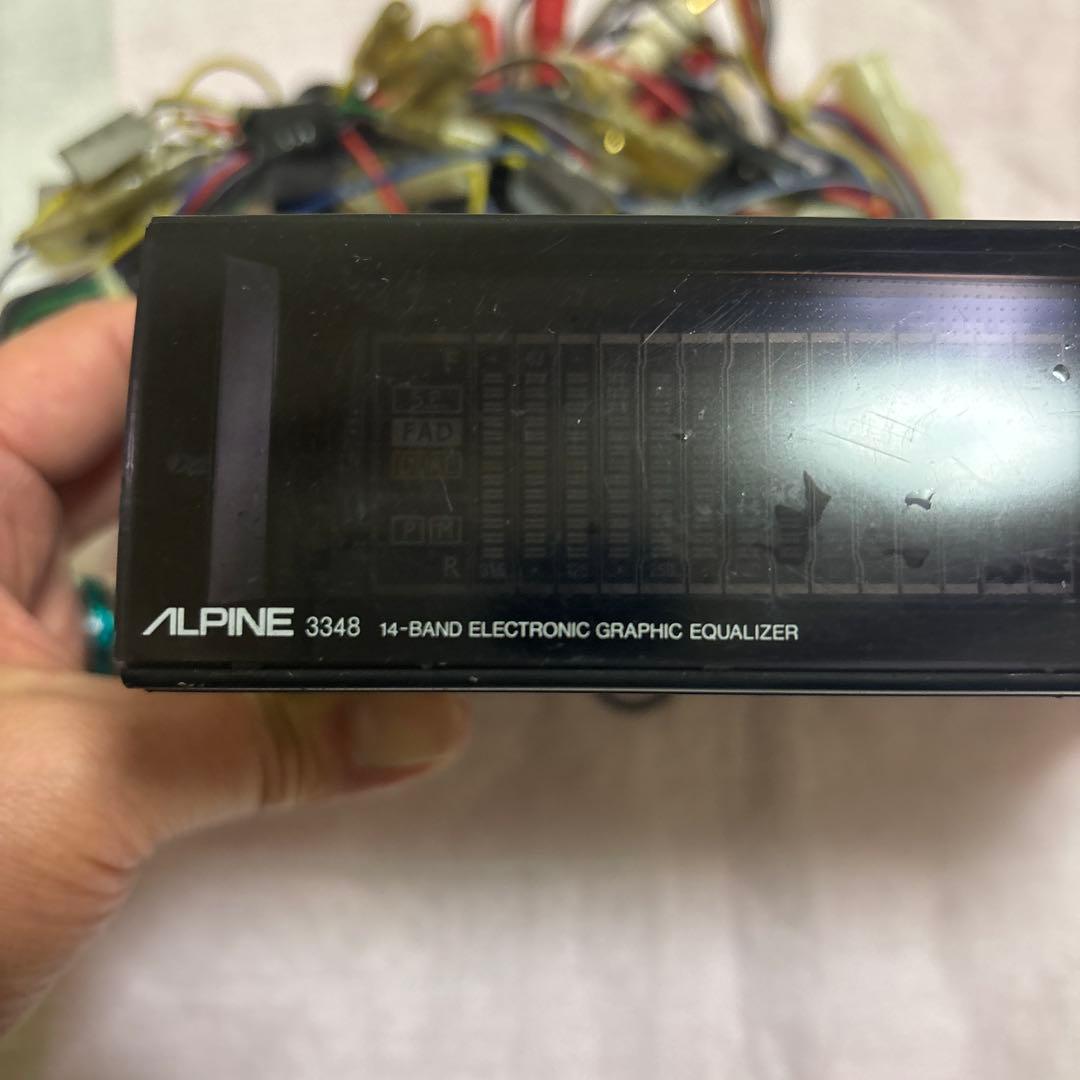 F
FAD
R
ALPINE 3348 14-BAND ELECTRONIC GRAPHIC EQUALIZER